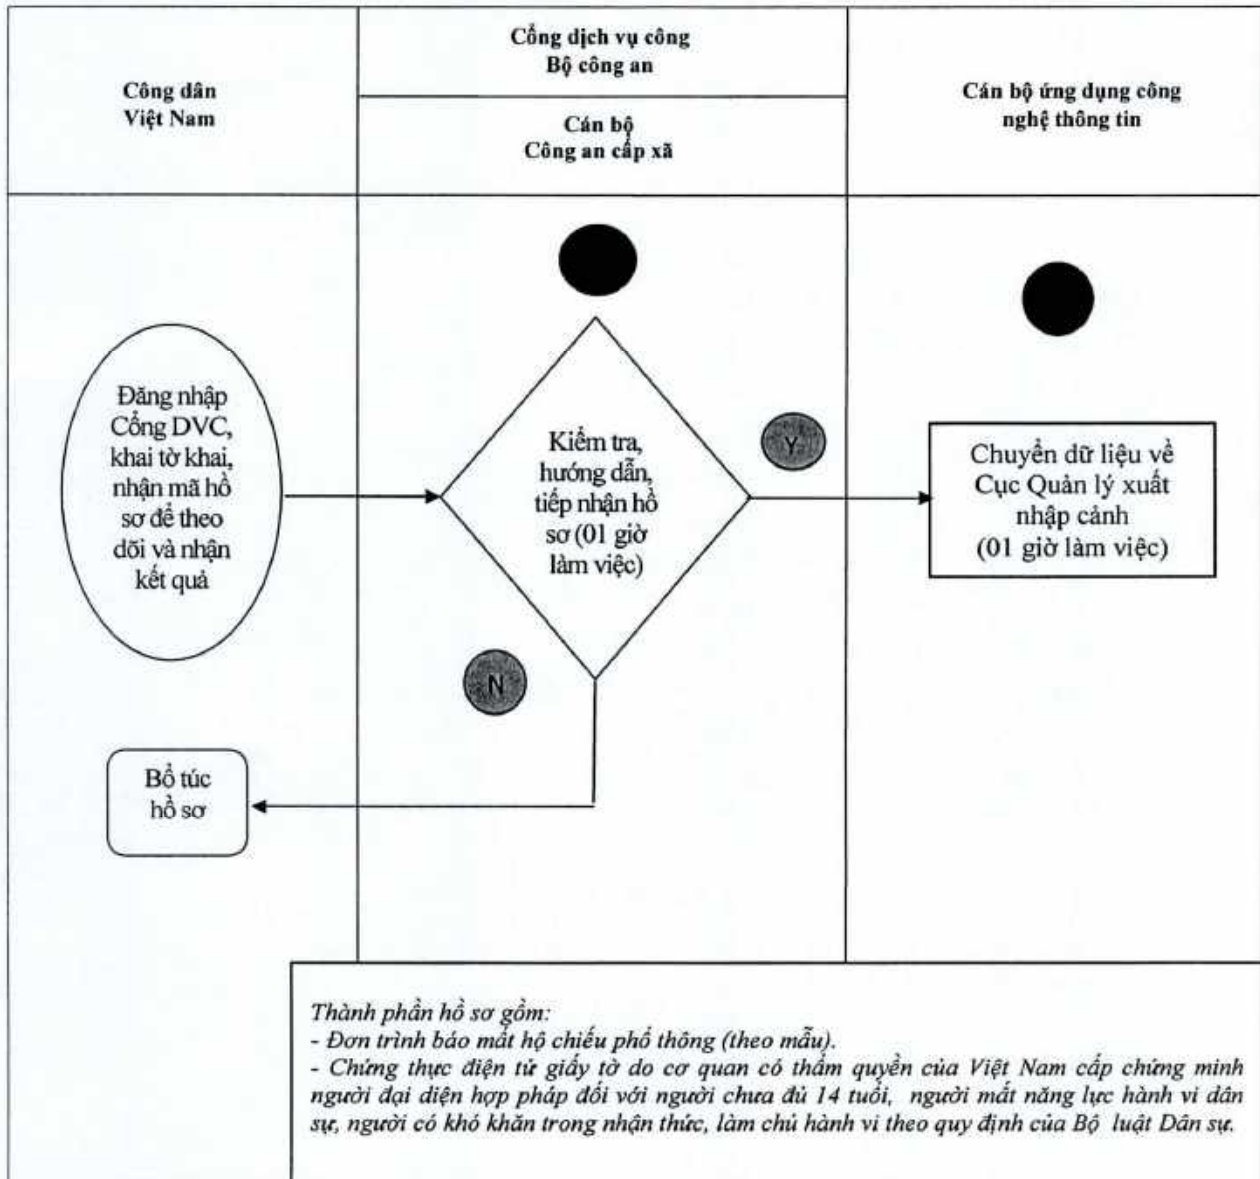 Công dân
Việt Nam
Cổng dịch vụ công
Bộ công an
Cán bộ
Công an cấp xã
Cán bộ ứng dụng công
nghệ thông tin
Đăng nhập
Cổng DVC,
khai tờ khai,
nhận mã hồ
sơ để theo
dõi và nhận
kết quả
Kiểm tra,
hướng dẫn,
tiếp nhận hồ
sơ (01 giờ
làm việc)
Y
Chuyển dữ liệu về
Cục Quản lý xuất
nhập cảnh
(01 giờ làm việc)
N
Bổ túc
hồ sơ
Thành phần hồ sơ gồm:
- Đơn trình báo mất hộ chiếu phổ thông (theo mẫu).
- Chứng thực điện tử giấy tờ do cơ quan có thẩm quyền của Việt Nam cấp chứng minh
người đại diện hợp pháp đối với người chưa đủ 14 tuổi, người mất năng lực hành vi dân
sự, người có khó khăn trong nhận thức, làm chủ hành vi theo quy định của Bộ luật Dân sự.